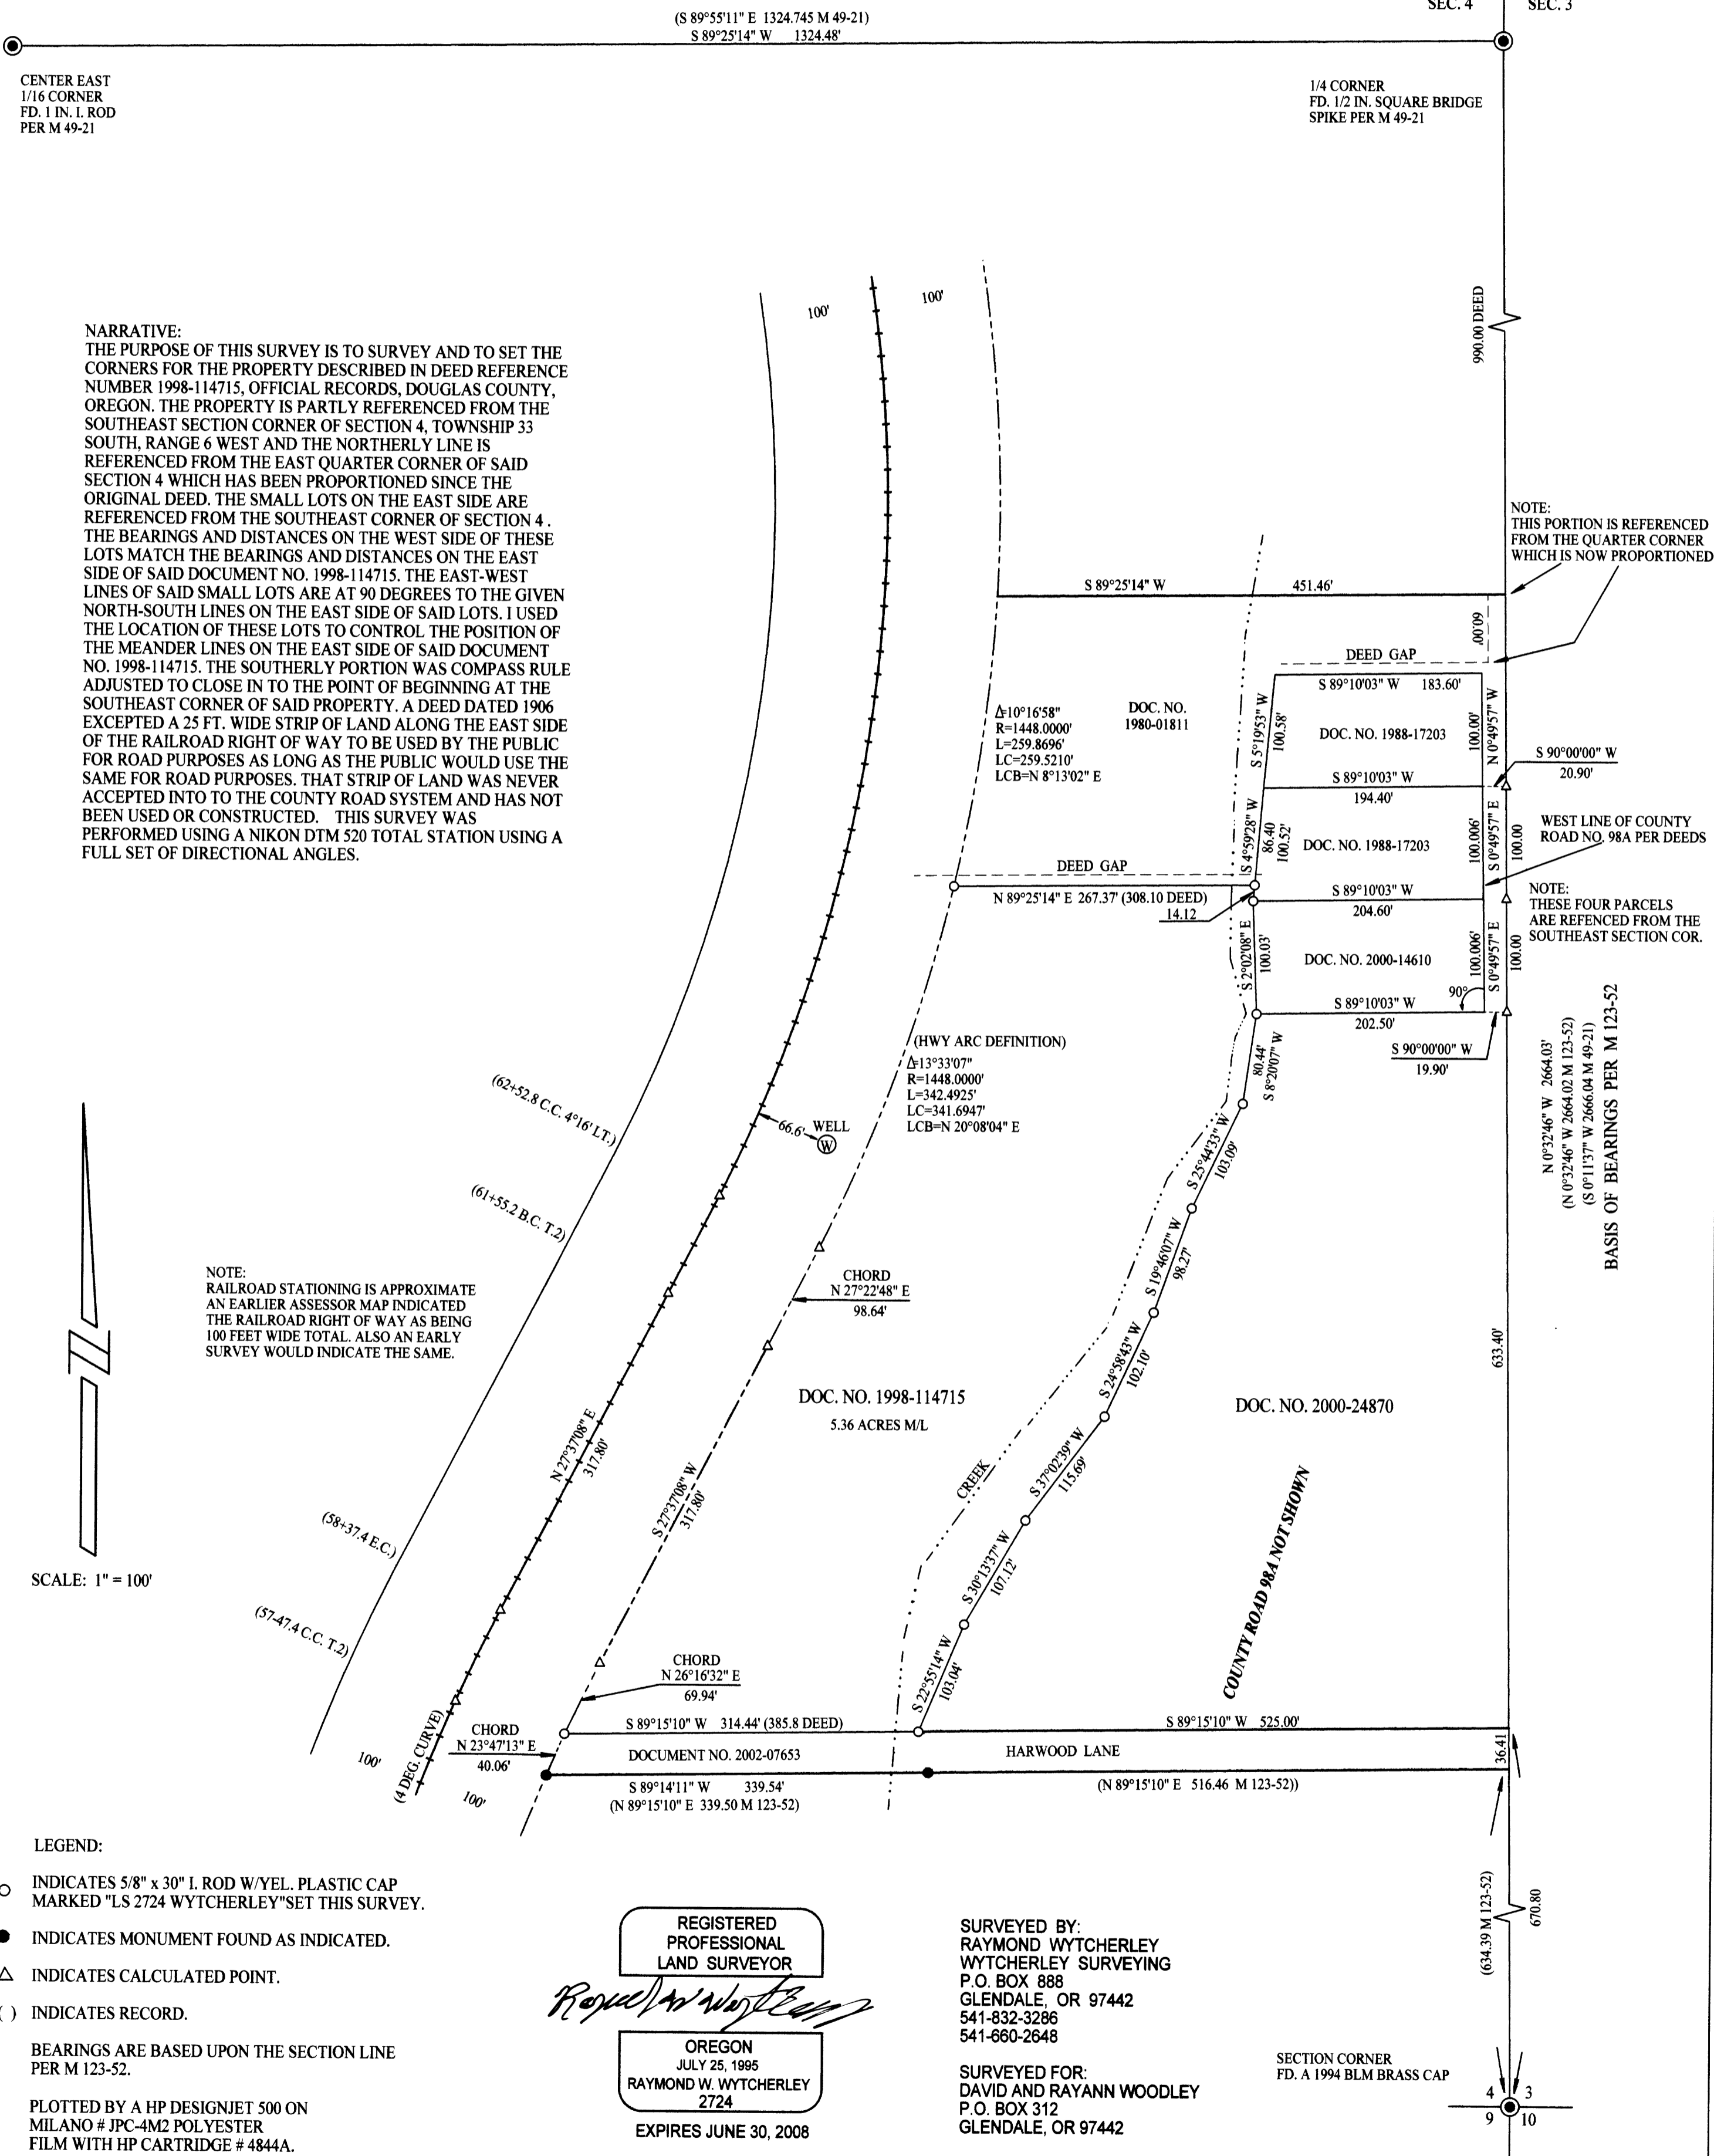 SEC. 4
SEC. 3
(S 89°55'11" E 1324.745 M 49-21)
S 89°25'14" W 1324.48'
CENTER EAST
1/16 CORNER
FD. 1 IN. I. ROD
PER M 49-21
1/4 CORNER
FD. 1/2 IN. SQUARE BRIDGE
SPIKE PER M 49-21
990.00 DEED
100'
100'
NARRATIVE:
THE PURPOSE OF THIS SURVEY IS TO SURVEY AND TO SET THE
CORNERS FOR THE PROPERTY DESCRIBED IN DEED REFERENCE
NUMBER 1998-114715, OFFICIAL RECORDS, DOUGLAS COUNTY,
OREGON. THE PROPERTY IS PARTLY REFERENCED FROM THE
SOUTHEAST SECTION CORNER OF SECTION 4, TOWNSHIP 33
SOUTH, RANGE 6 WEST AND THE NORTHERLY LINE IS
REFERENCED FROM THE EAST QUARTER CORNER OF SAID
SECTION 4 WHICH HAS BEEN PROPORTIONED SINCE THE
ORIGINAL DEED. THE SMALL LOTS ON THE EAST SIDE ARE
REFERENCED FROM THE SOUTHEAST CORNER OF SECTION 4 .
THE BEARINGS AND DISTANCES ON THE WEST SIDE OF THESE
LOTS MATCH THE BEARINGS AND DISTANCES ON THE EAST
SIDE OF SAID DOCUMENT NO. 1998-114715. THE EAST-WEST
LINES OF SAID SMALL LOTS ARE AT 90 DEGREES TO THE GIVEN
NORTH-SOUTH LINES ON THE EAST SIDE OF SAID LOTS. I USED
THE LOCATION OF THESE LOTS TO CONTROL THE POSITION OF
THE MEANDER LINES ON THE EAST SIDE OF SAID DOCUMENT
NO. 1998-114715. THE SOUTHERLY PORTION WAS COMPASS RULE
ADJUSTED TO CLOSE IN TO THE POINT OF BEGINNING AT THE
SOUTHEAST CORNER OF SAID PROPERTY. A DEED DATED 1906
EXCEPTED A 25 FT. WIDE STRIP OF LAND ALONG THE EAST SIDE
OF THE RAILROAD RIGHT OF WAY TO BE USED BY THE PUBLIC
FOR ROAD PURPOSES AS LONG AS THE PUBLIC WOULD USE THE
SAME FOR ROAD PURPOSES. THAT STRIP OF LAND WAS NEVER
ACCEPTED INTO TO THE COUNTY ROAD SYSTEM AND HAS NOT
BEEN USED OR CONSTRUCTED. THIS SURVEY WAS
PERFORMED USING A NIKON DTM 520 TOTAL STATION USING A
FULL SET OF DIRECTIONAL ANGLES.
NOTE:
THIS PORTION IS REFERENCED
FROM THE QUARTER CORNER
WHICH IS NOW PROPORTIONED
S 89°25'14" W 451.46'
60.00'
DEED GAP
S 89°10'03" W 183.60'
Δ=10°16'58"
R=1448.0000'
L=259.8696'
LC=259.5210'
LCB=N 8°13'02" E
DOC. NO.
1980-01811
S 5°19'53" W
100.58'
DOC. NO. 1988-17203
100.00'
N 0°49'57" W
S 90°00'00" W
20.90'
S 89°10'03" W
194.40'
S 4°59'28" W
86.40
100.52'
DOC. NO. 1988-17203
100.006'
S 0°49'57" E
100.00
WEST LINE OF COUNTY
ROAD NO. 98A PER DEEDS
DEED GAP
N 89°25'14" E 267.37' (308.10 DEED)
14.12
S 89°10'03" W
204.60'
NOTE:
THESE FOUR PARCELS
ARE REFENCED FROM THE
SOUTHEAST SECTION COR.
S 2°02'08" E
100.03'
DOC. NO. 2000-14610
100.006'
S 0°49'57" E
100.00
90°
S 89°10'03" W
202.50'
S 90°00'00" W
19.90'
N 0°32'46" W 2664.03'
(N 0°32'46" W 2664.02 M 123-52)
(S 0°11'37" W 2666.04 M 49-21)
BASIS OF BEARINGS PER M 123-52
(HWY ARC DEFINITION)
Δ=13°33'07"
R=1448.0000'
L=342.4925'
LC=341.6947'
LCB=N 20°08'04" E
80.44'
S 8°20'07" W
(62+52.8 C.C. 4°16' LT.)
66.6'
WELL
W
S 25°44'33" W
103.09'
(61+55.2 B.C. T.2)
S 19°46'07" W
98.27'
NOTE:
RAILROAD STATIONING IS APPROXIMATE
AN EARLIER ASSESSOR MAP INDICATED
THE RAILROAD RIGHT OF WAY AS BEING
100 FEET WIDE TOTAL. ALSO AN EARLY
SURVEY WOULD INDICATE THE SAME.
CHORD
N 27°22'48" E
98.64'
S 24°58'43" W
102.10'
633.40'
DOC. NO. 1998-114715
5.36 ACRES M/L
DOC. NO. 2000-24870
N 27°37'08" E
317.80'
S 27°37'08" W
317.80'
CREEK
S 37°02'39" W
115.69'
COUNTY ROAD 98A NOT SHOWN
(58+37.4 E.C.)
S 30°13'37" W
107.12'
SCALE: 1" = 100'
(57-47.4 C.C. T.2)
S 22°55'14" W
103.04'
CHORD
N 26°16'32" E
69.94'
S 89°15'10" W 314.44' (385.8 DEED)
S 89°15'10" W 525.00'
CHORD
N 23°47'13" E
40.06'
DOCUMENT NO. 2002-07653
HARWOOD LANE
36.41
100'
(4 DEG. CURVE)
100'
S 89°14'11" W 339.54'
(N 89°15'10" E 339.50 M 123-52)
(N 89°15'10" E 516.46 M 123-52))
LEGEND:
INDICATES 5/8" x 30" I. ROD W/YEL. PLASTIC CAP
MARKED "LS 2724 WYTCHERLEY"SET THIS SURVEY.
INDICATES MONUMENT FOUND AS INDICATED.
INDICATES CALCULATED POINT.
( ) INDICATES RECORD.
BEARINGS ARE BASED UPON THE SECTION LINE
PER M 123-52.
PLOTTED BY A HP DESIGNJET 500 ON
MILANO # JPC-4M2 POLYESTER
FILM WITH HP CARTRIDGE # 4844A.
REGISTERED
PROFESSIONAL
LAND SURVEYOR
OREGON
JULY 25, 1995
RAYMOND W. WYTCHERLEY
2724
EXPIRES JUNE 30, 2008
SURVEYED BY:
RAYMOND WYTCHERLEY
WYTCHERLEY SURVEYING
P.O. BOX 888
GLENDALE, OR 97442
541-832-3286
541-660-2648
SURVEYED FOR:
DAVID AND RAYANN WOODLEY
P.O. BOX 312
GLENDALE, OR 97442
(634.39 M 123-52)
670.80
SECTION CORNER
FD. A 1994 BLM BRASS CAP
4 3
9 10